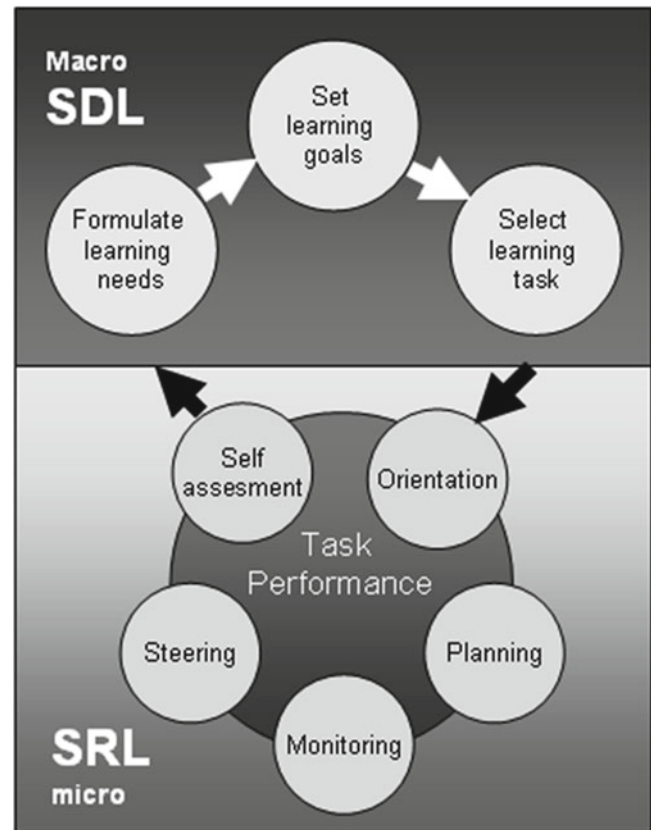 Macro
SDL
Set
learning
goals
Formulate
learning
needs
Select
learning
task
Self
assesment
Orientation
Task
Performance
Steering
Planning
Monitoring
SRL
micro